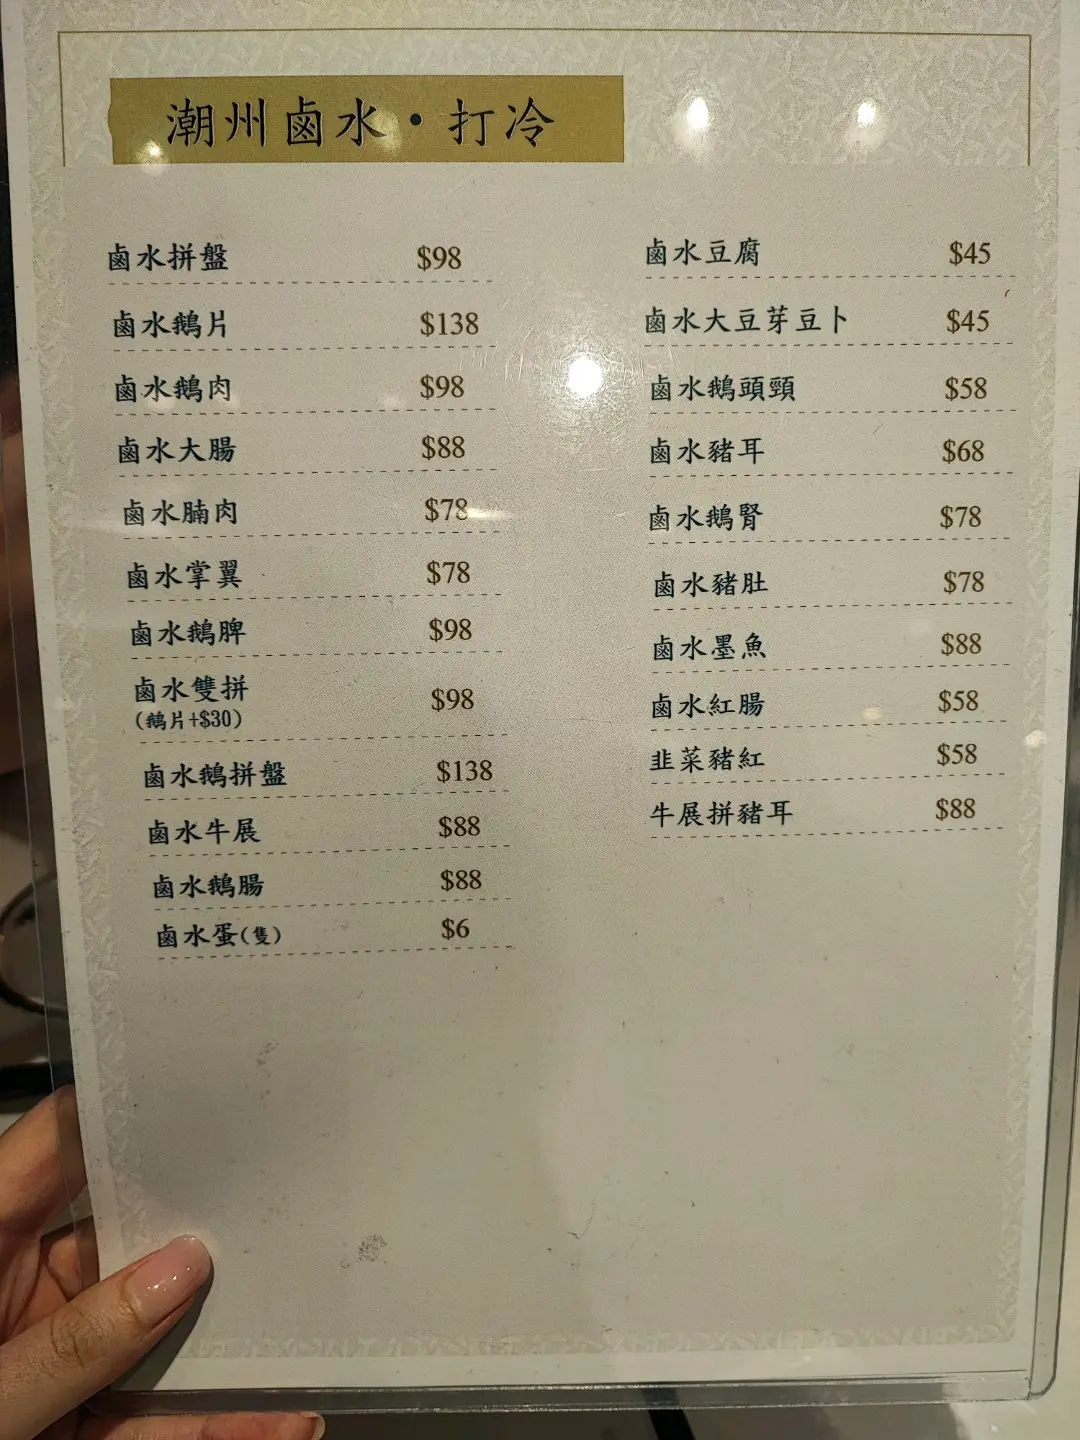 潮州鹵水·打冷
鹵水拼盤 $98
鹵水鵝片 $138
鹵水鵝肉 $98
鹵水大腸 $88
鹵水腩肉 $78
鹵水掌翼 $78
鹵水鵝脾 $98
鹵水雙拼 $98
(鵝片+$30)
鹵水鵝拼盤 $138
鹵水牛展 $88
鹵水鵝腸 $88
鹵水蛋(隻) $6
鹵水豆腐 $45
鹵水大豆芽豆卜 $45
鹵水鵝頭頸 $58
鹵水豬耳 $68
鹵水鵝腎 $78
鹵水豬肚 $78
鹵水墨魚 $88
鹵水紅腸 $58
韭菜豬紅 $58
牛展拼豬耳 $88